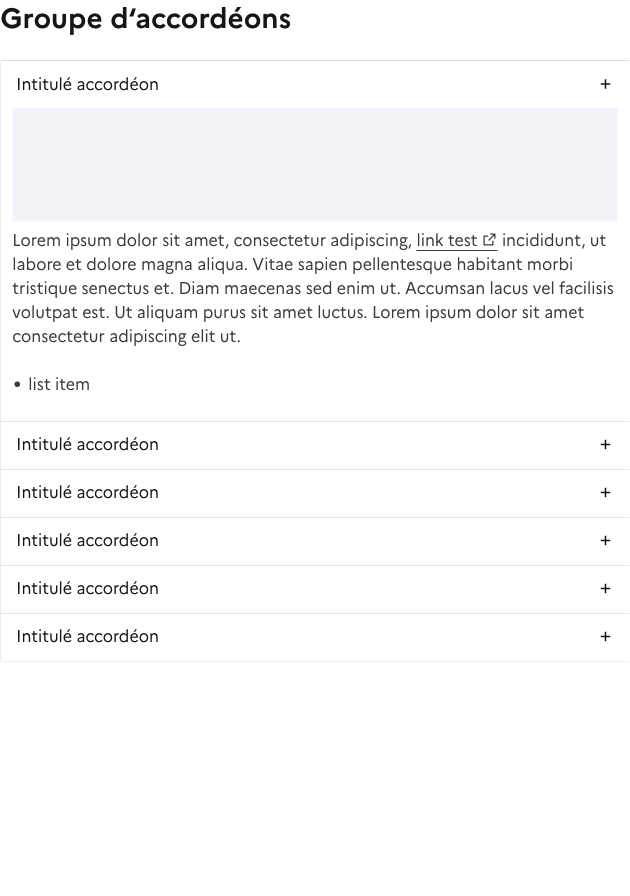 Groupe d‘accordéons
Intitulé accordéon +
Lorem ipsum dolor sit amet, consectetur adipiscing, link test incididunt, ut
labore et dolore magna aliqua. Vitae sapien pellentesque habitant morbi
tristique senectus et. Diam maecenas sed enim ut. Accumsan lacus vel facilisis
volutpat est. Ut aliquam purus sit amet luctus. Lorem ipsum dolor sit amet
consectetur adipiscing elit ut.
• list item
Intitulé accordéon +
Intitulé accordéon +
Intitulé accordéon +
Intitulé accordéon +
Intitulé accordéon +